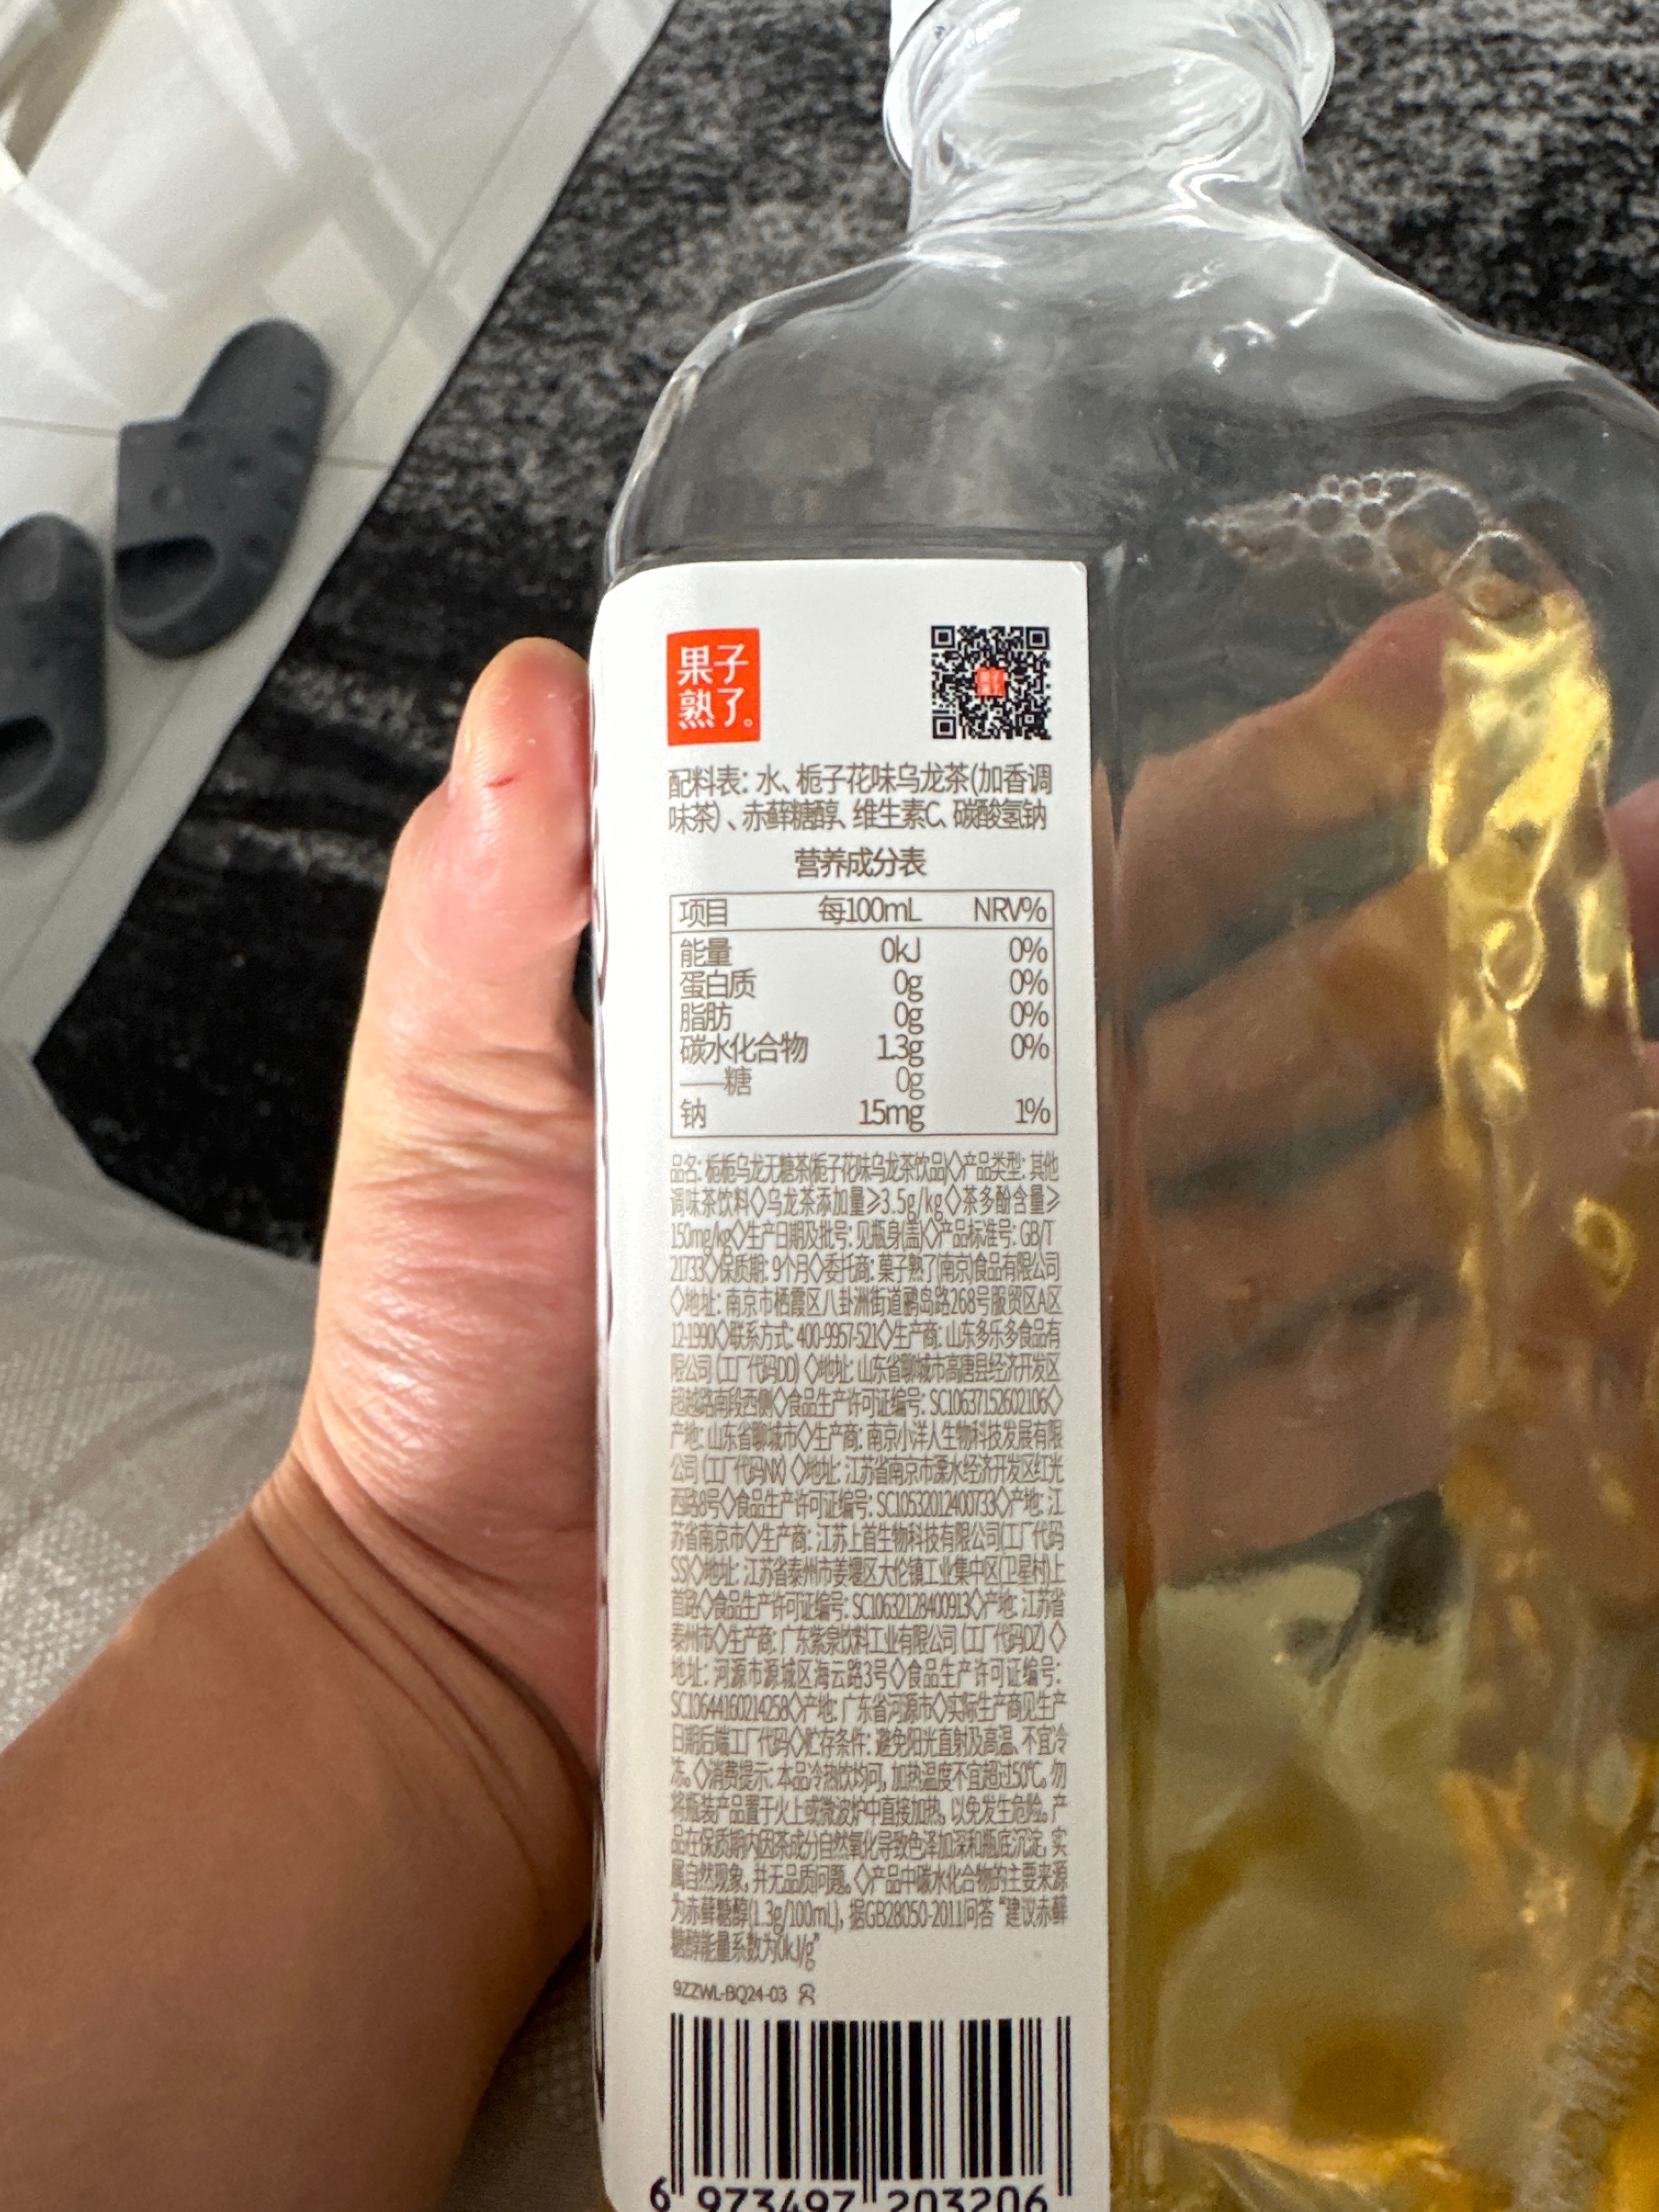 果子
熟了。
配料表：水、栀子花味乌龙茶(加香调
味茶)、赤藓糖醇、维生素C、碳酸氢钠
营养成分表
项目 每100mL NRV%
能量 0kJ 0%
蛋白质 0g 0%
脂肪 0g 0%
碳水化合物 1.3g 0%
——糖 0g
钠 15mg 1%
品名：栀栀乌龙无糖茶(栀子花味乌龙茶饮品)◇产品类型：其他
调味茶饮料◇乌龙茶添加量≥3.5g/kg◇茶多酚含量≥
150mg/kg◇生产日期及批号：见瓶身(盖)◇产品标准号：GB/T
21733◇保质期：9个月◇委托商：菓子熟了(南京)食品有限公司
◇地址：南京市栖霞区八卦洲街道鹂岛路268号服贸区A区
12-1990◇联系方式：400-9957-521◇生产商：山东多乐多食品有
限公司(工厂代码DD)◇地址：山东省聊城市高唐县经济开发区
超越路南段西侧◇食品生产许可证编号：SC10637152602106◇
产地：山东省聊城市◇生产商：南京小洋人生物科技发展有限
公司(工厂代码NX)◇地址：江苏省南京市溧水经济开发区红光
西路8号◇食品生产许可证编号：SC10532012400733◇产地：江
苏省南京市◇生产商：江苏上首生物科技有限公司(工厂代码
SS)◇地址：江苏省泰州市姜堰区大伦镇工业集中区(卫星村)上
首路◇食品生产许可证编号：SC10632128400913◇产地：江苏省
泰州市◇生产商：广东紫泉饮料工业有限公司(工厂代码DZ)◇
地址：河源市源城区海云路3号◇食品生产许可证编号：
SC10644160214258◇产地：广东省河源市◇实际生产商见生产
日期后端工厂代码◇贮存条件：避免阳光直射及高温、不宜冷
冻。◇消费提示：本品冷热饮均可，加热温度不宜超过50℃。勿
将瓶装产品置于火上或微波炉中直接加热，以免发生危险。产
品在保质期内因茶成分自然氧化导致色泽加深和瓶底沉淀，实
属自然现象，并无品质问题。◇产品中碳水化合物的主要来源
为赤藓糖醇(1.3g/100mL)，据GB28050-2011问答“建议赤藓
糖醇能量系数为0kJ/g”
9ZZWL-BQ24-03
6 973497 203206